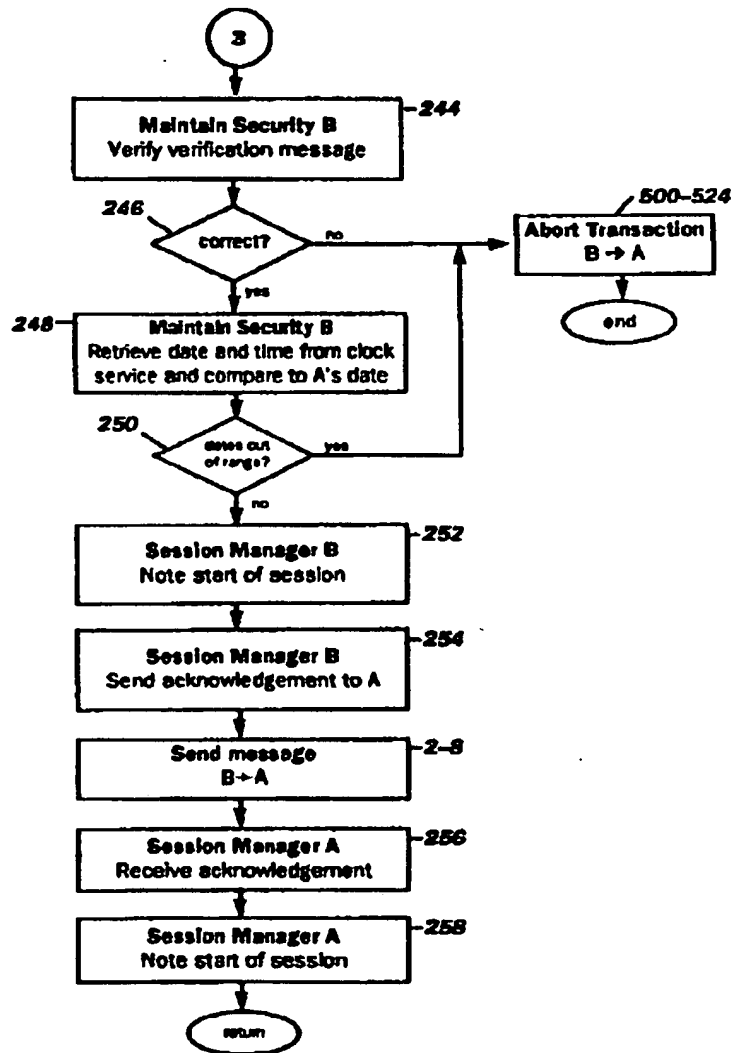 3
244
Maintain Security B
Verify verification message
246
correct?
no
yes
500-524
Abort Transaction
B → A
end
248
Maintain Security B
Retrieve date and time from clock
service and compare to A's date
250
dates out
of range?
yes
no
252
Session Manager B
Note start of session
254
Session Manager B
Send acknowledgement to A
2-8
Send message
B→A
256
Session Manager A
Receive acknowledgement
258
Session Manager A
Note start of session
return